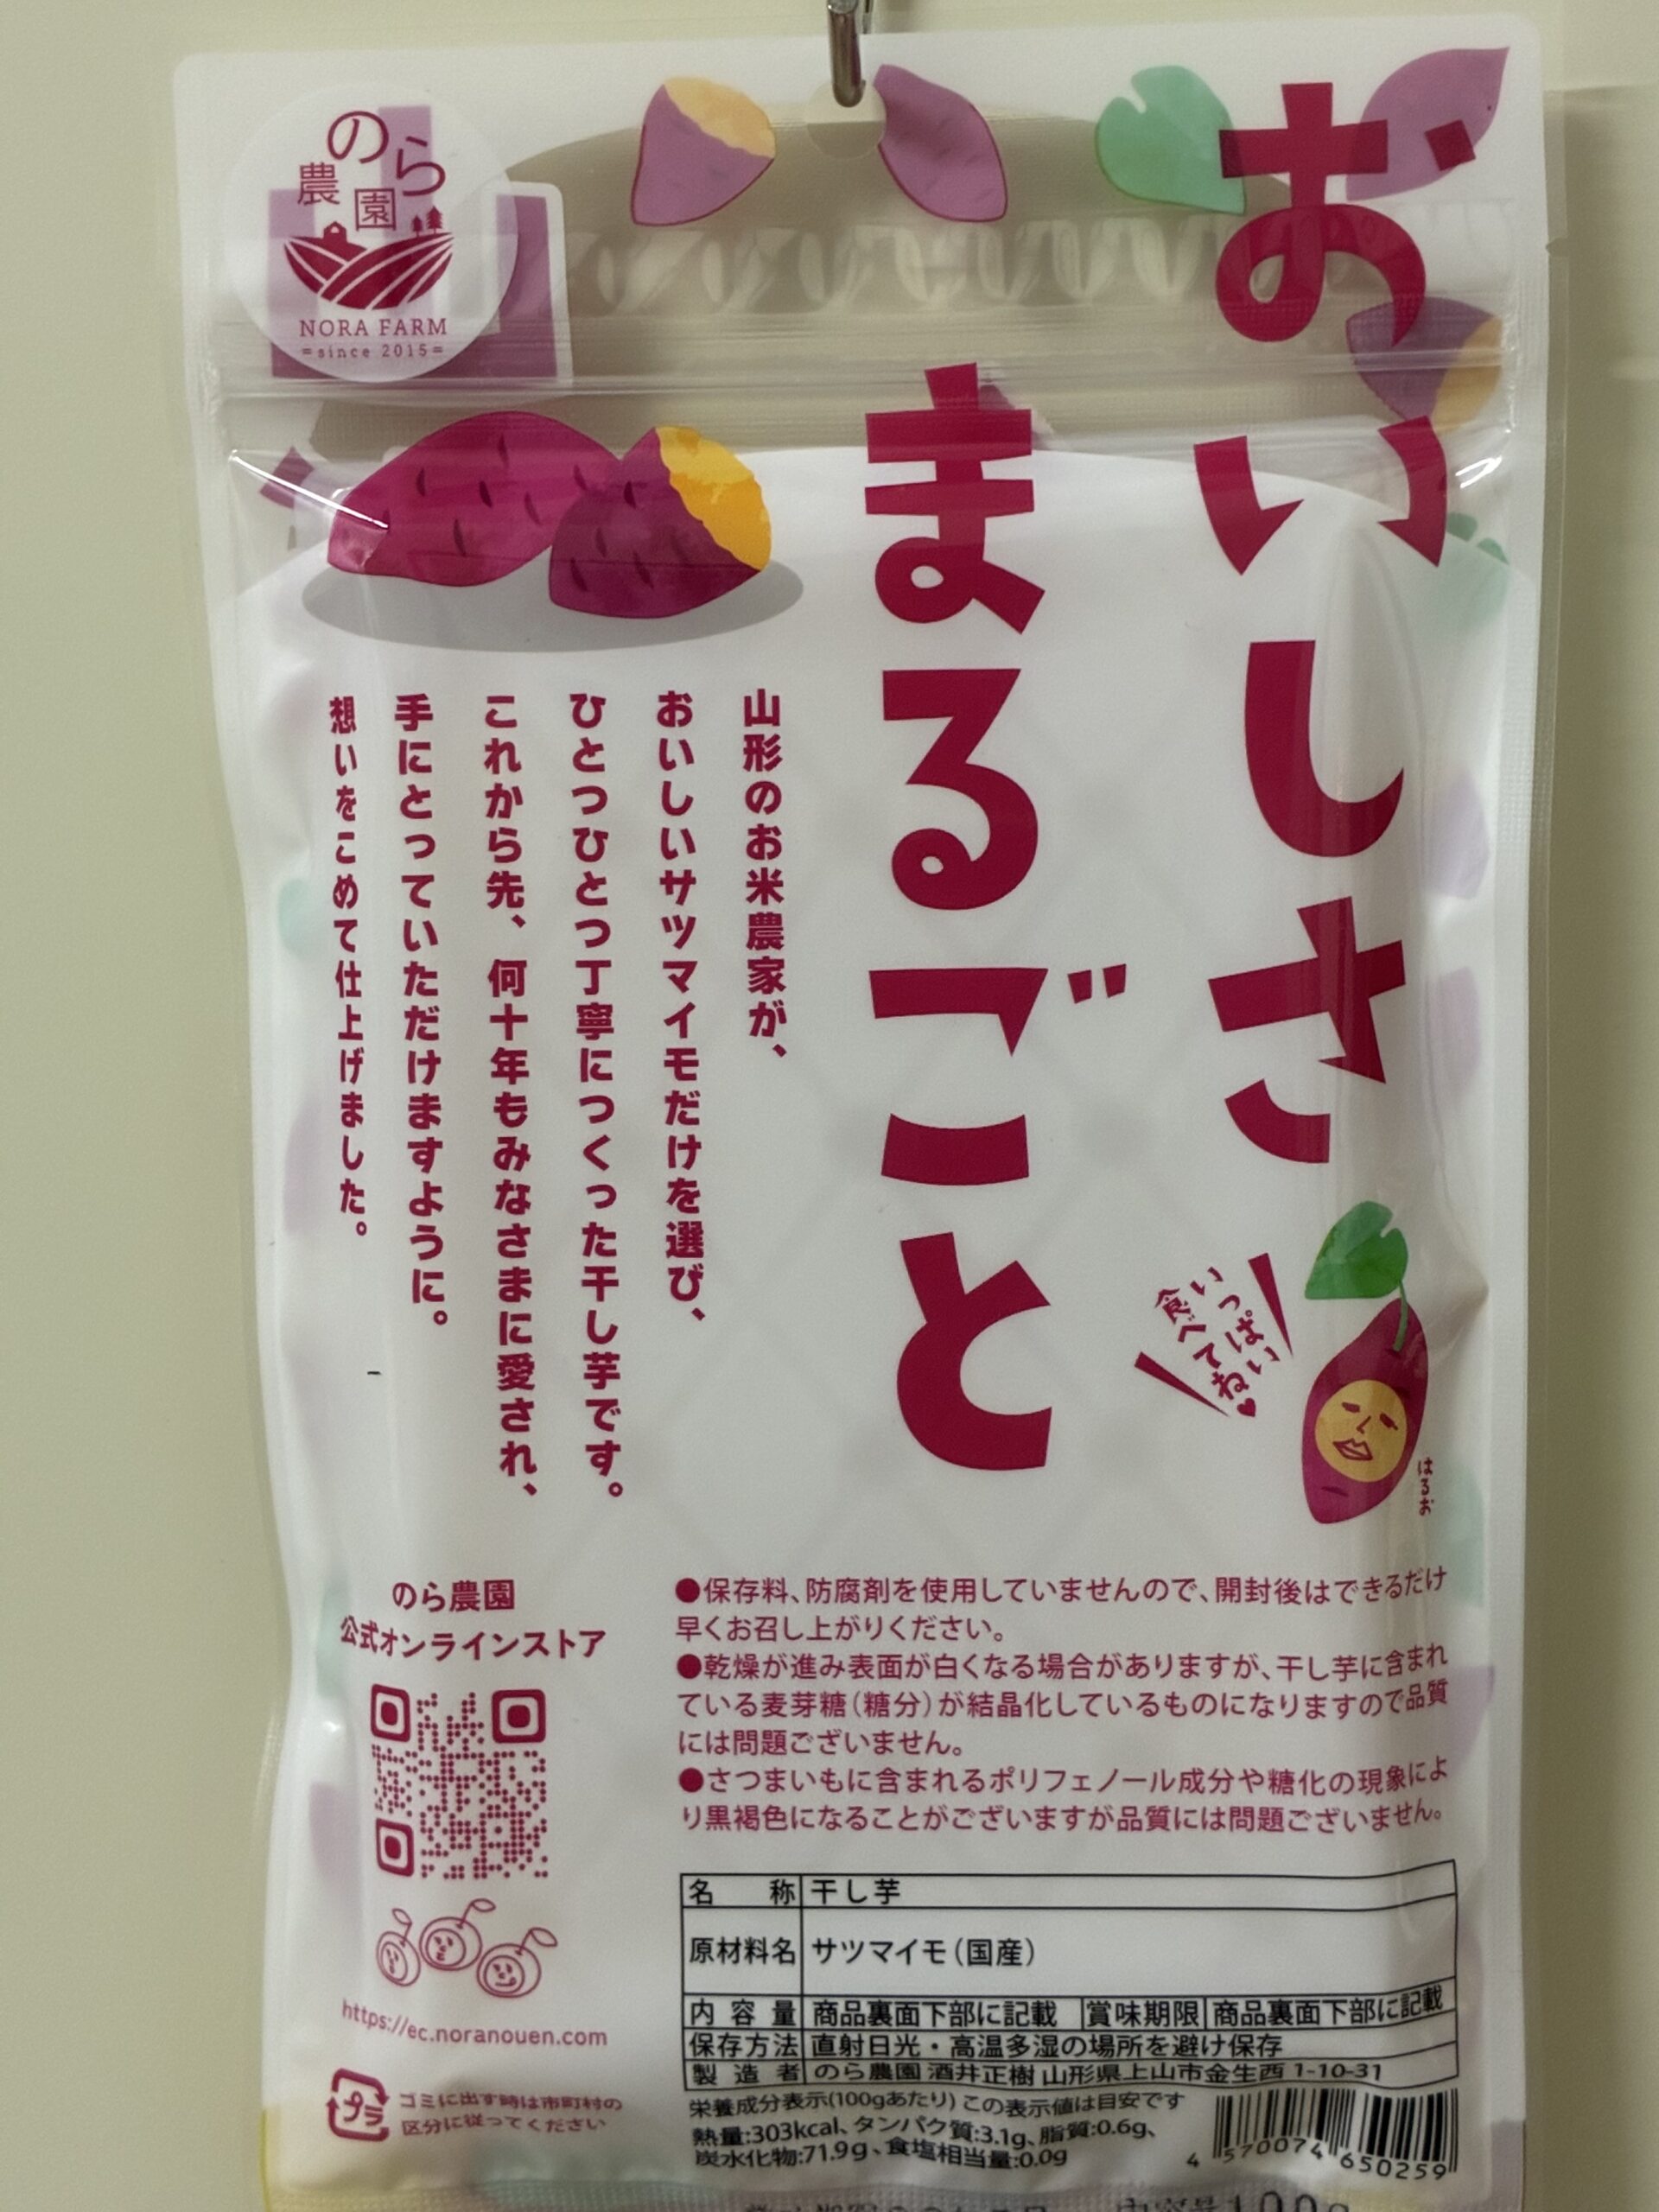 のら
農園
NORA FARM
=since 2015=
おいしさ
まるごと
山形のお米農家が、
おいしいサツマイモだけを選び、
ひとつひとつ丁寧につくった干し芋です。
これから先、何十年もみなさまに愛され、
手にとっていただけますように。
想いをこめて仕上げました。
いっぱい
食べてね♥
はるお
のら農園
公式オンラインストア
https://ec.noranouen.com
プラ
ゴミに出す時は市町村の
区分に従ってください
●保存料、防腐剤を使用していませんので、開封後はできるだけ
早くお召し上がりください。
●乾燥が進み表面が白くなる場合がありますが、干し芋に含まれ
ている麦芽糖(糖分)が結晶化しているものになりますので品質
には問題ございません。
●さつまいもに含まれるポリフェノール成分や糖化の現象によ
り黒褐色になることがございますが品質には問題ございません。
名称 干し芋
原材料名 サツマイモ(国産)
内容量 商品裏面下部に記載 賞味期限 商品裏面下部に記載
保存方法 直射日光・高温多湿の場所を避け保存
製造者 のら農園 酒井正樹 山形県上山市金生西 1-10-31
栄養成分表示(100gあたり) この表示値は目安です
熱量:303kcal、タンパク質:3.1g、脂質:0.6g、
炭水化物:71.9g、食塩相当量:0.0g
4 570074 650259
内容量100g